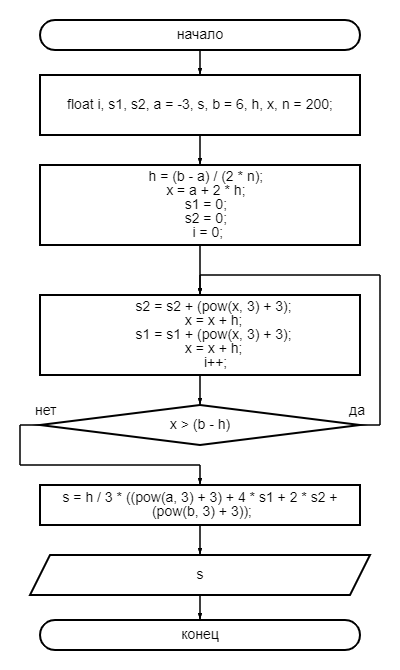 начало
float i, s1, s2, a = -3, s, b = 6, h, x, n = 200;
h = (b - a) / (2 * n);
x = a + 2 * h;
s1 = 0;
s2 = 0;
i = 0;
s2 = s2 + (pow(x, 3) + 3);
x = x + h;
s1 = s1 + (pow(x, 3) + 3);
x = x + h;
i++;
нет
да
x > (b - h)
s = h / 3 * ((pow(a, 3) + 3) + 4 * s1 + 2 * s2 +
(pow(b, 3) + 3));
s
конец